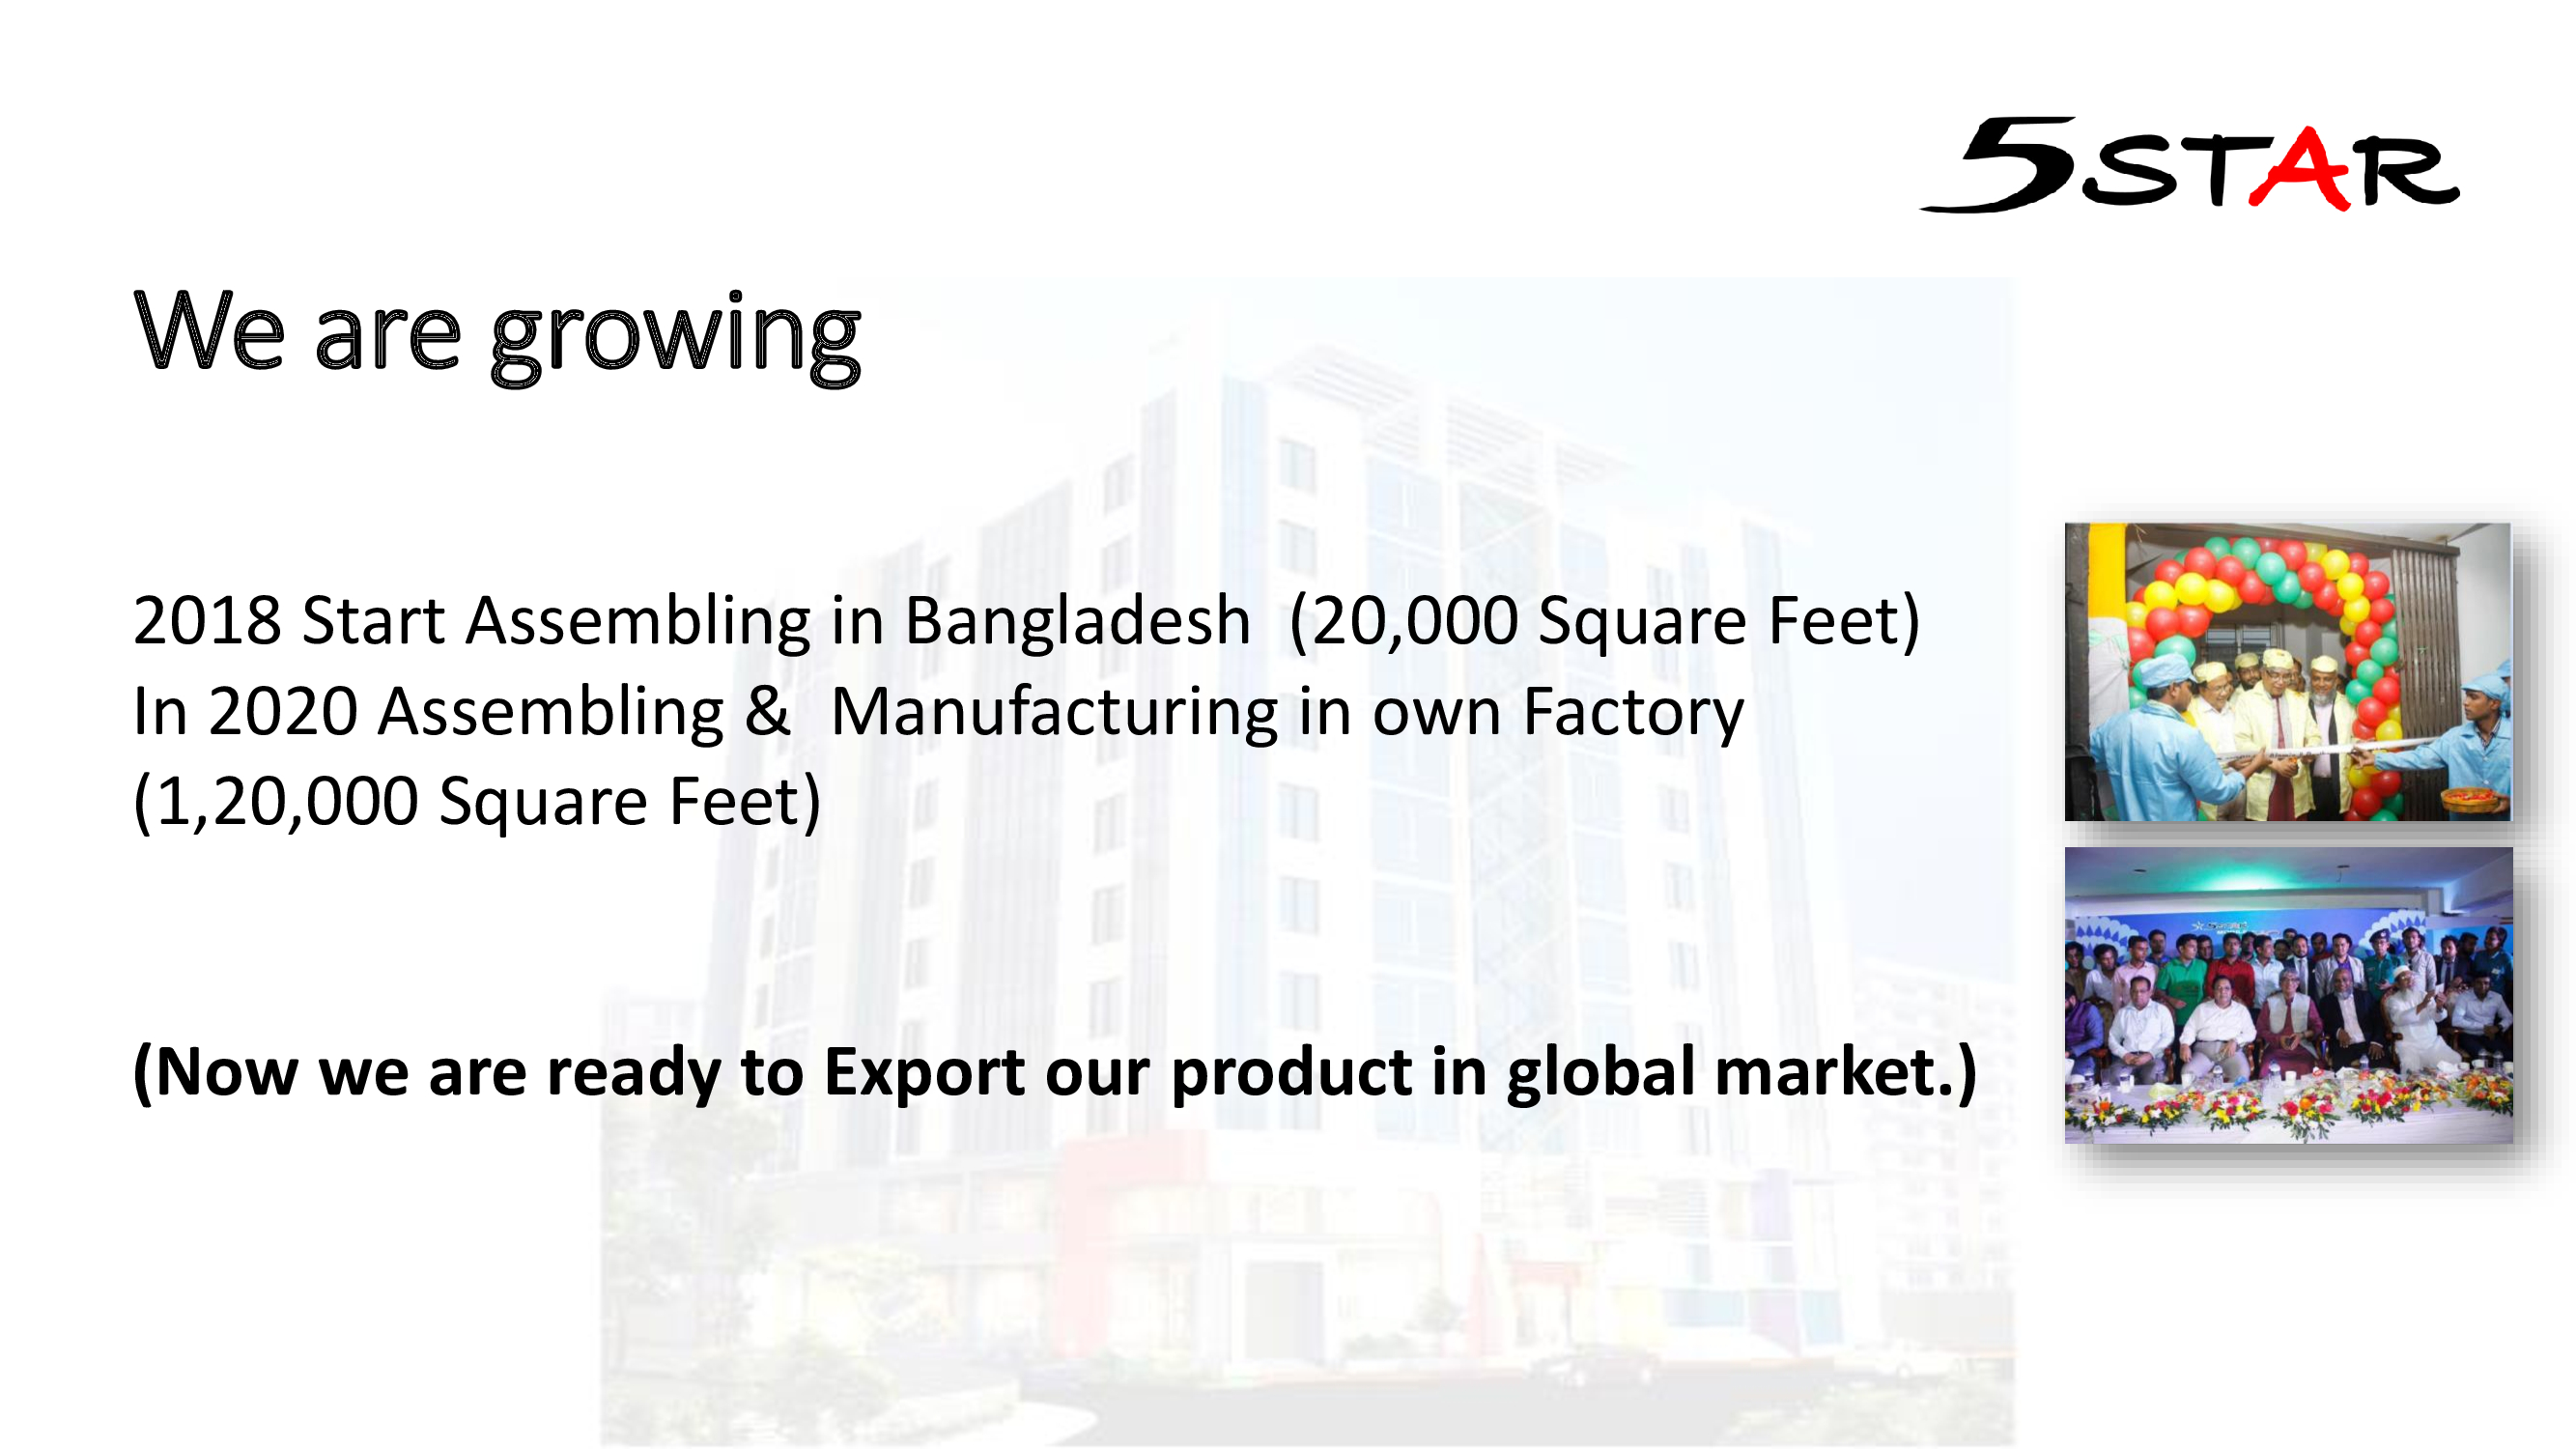 5STAR
We are growing
2018 Start Assembling in Bangladesh (20,000 Square Feet)
In 2020 Assembling & Manufacturing in own Factory
(1,20,000 Square Feet)
(Now we are ready to Export our product in global market.)